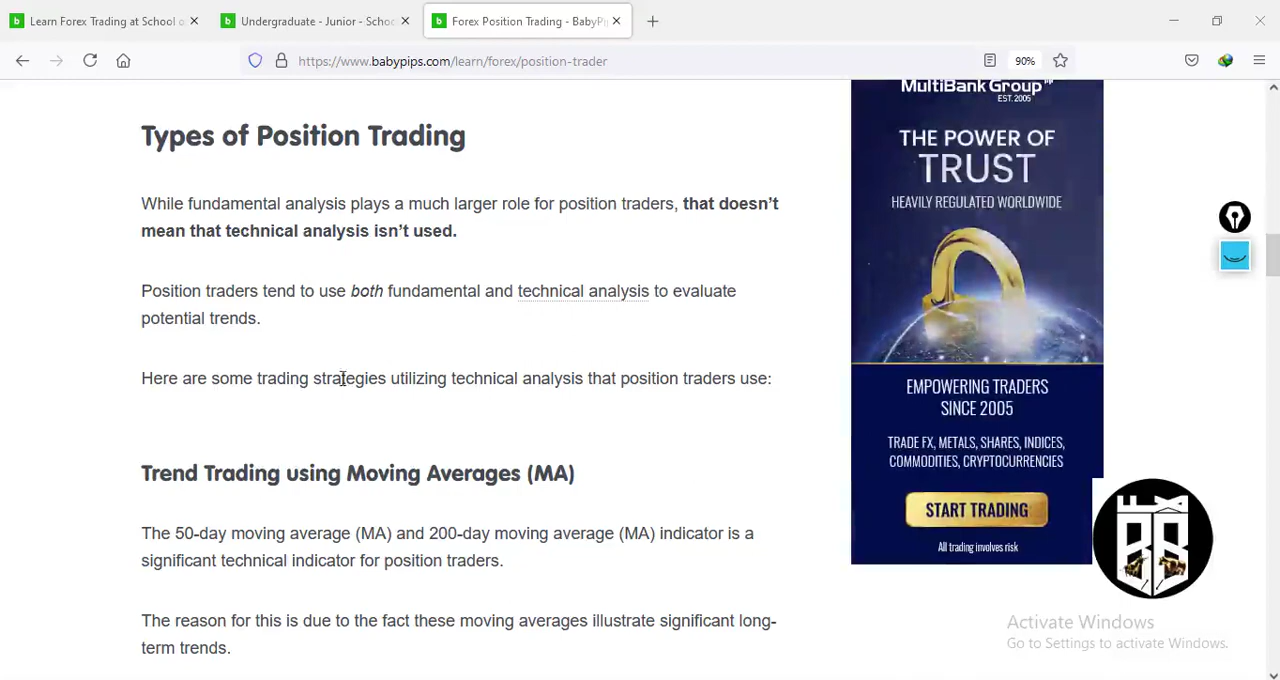 Learn Forex Trading at School o
Undergraduate - Junior - Schoo
Forex Position Trading - BabyPi
https://www.babypips.com/learn/forex/position-trader
90%
Types of Position Trading
While fundamental analysis plays a much larger role for position traders, that doesn't
mean that technical analysis isn't used.
Position traders tend to use both fundamental and technical analysis to evaluate
potential trends.
Here are some trading strategies utilizing technical analysis that position traders use:
Trend Trading using Moving Averages (MA)
The 50-day moving average (MA) and 200-day moving average (MA) indicator is a
significant technical indicator for position traders.
The reason for this is due to the fact these moving averages illustrate significant long-
term trends.
MultiBank Group
EST. 2005
THE POWER OF
TRUST
HEAVILY REGULATED WORLDWIDE
EMPOWERING TRADERS
SINCE 2005
TRADE FX, METALS, SHARES, INDICES,
COMMODITIES, CRYPTOCURRENCIES
START TRADING
All trading involves risk
Activate Windows
Go to Settings to activate Windows.